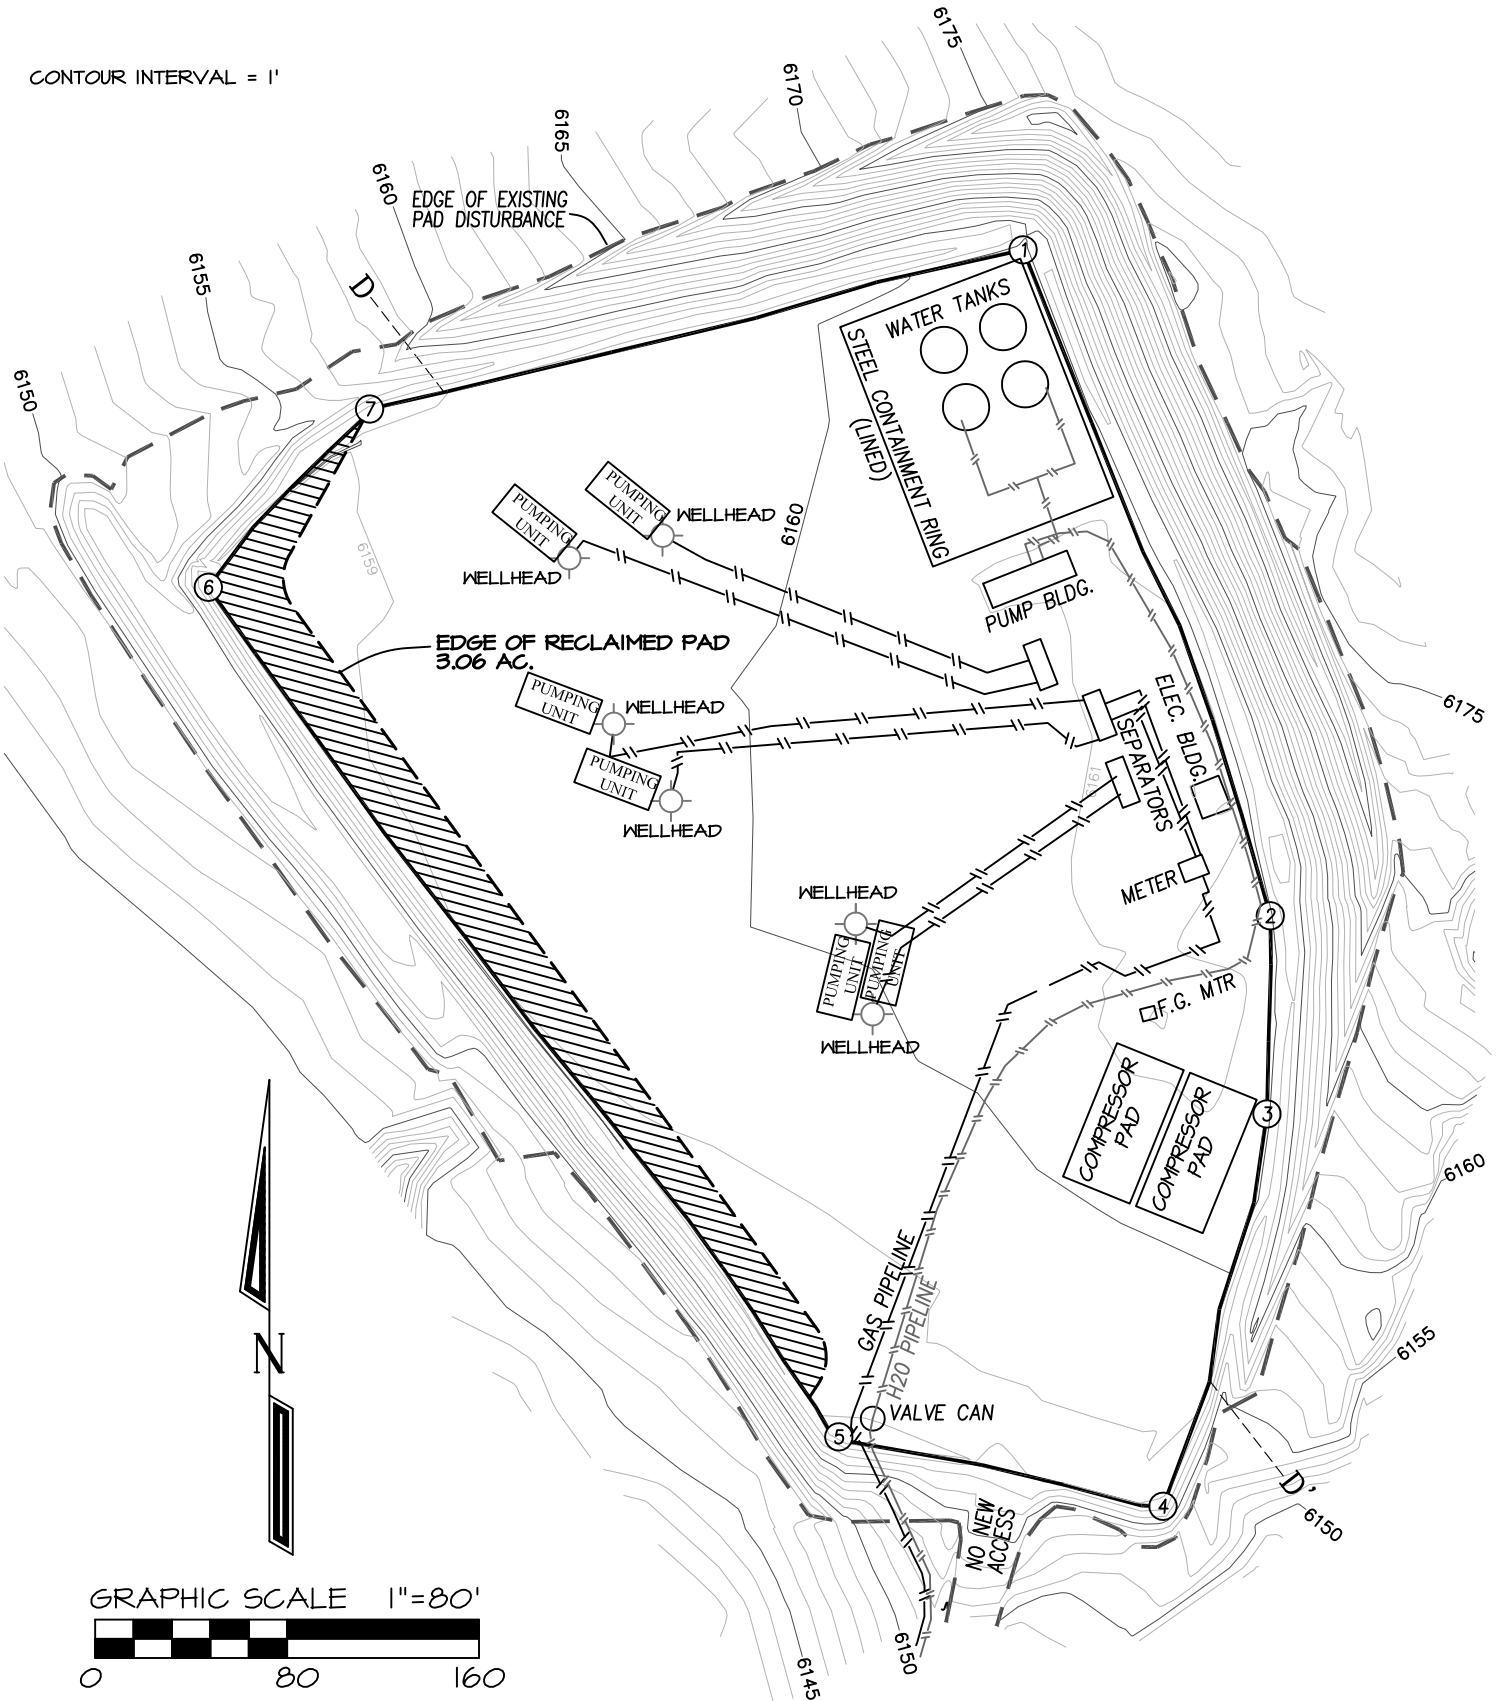 CONTOUR INTERVAL = 1'
6175
6170
6165
6160
EDGE OF EXISTING
PAD DISTURBANCE
6155
D
6150
1
WATER TANKS
STEEL CONTAINMENT RING
(LINED)
7
PUMPING
UNIT
WELLHEAD
PUMPING
UNIT
WELLHEAD
6160
6159
6
PUMP BLDG.
EDGE OF RECLAIMED PAD
3.06 AC.
PUMPING
UNIT
WELLHEAD
ELEC. BLDG.
6175
SEPARATORS
PUMPING
UNIT
WELLHEAD
6161
METER
WELLHEAD
2
PUMPING
UNIT
PUMPING
UNIT
F.G. MTR
WELLHEAD
COMPRESSOR
PAD
COMPRESSOR
PAD
3
6160
GAS PIPELINE
H20 PIPELINE
N
6155
VALVE CAN
5
D'
4
6150
NO NEW
ACCESS
GRAPHIC SCALE 1"=80'
0 80 160
6150
6145